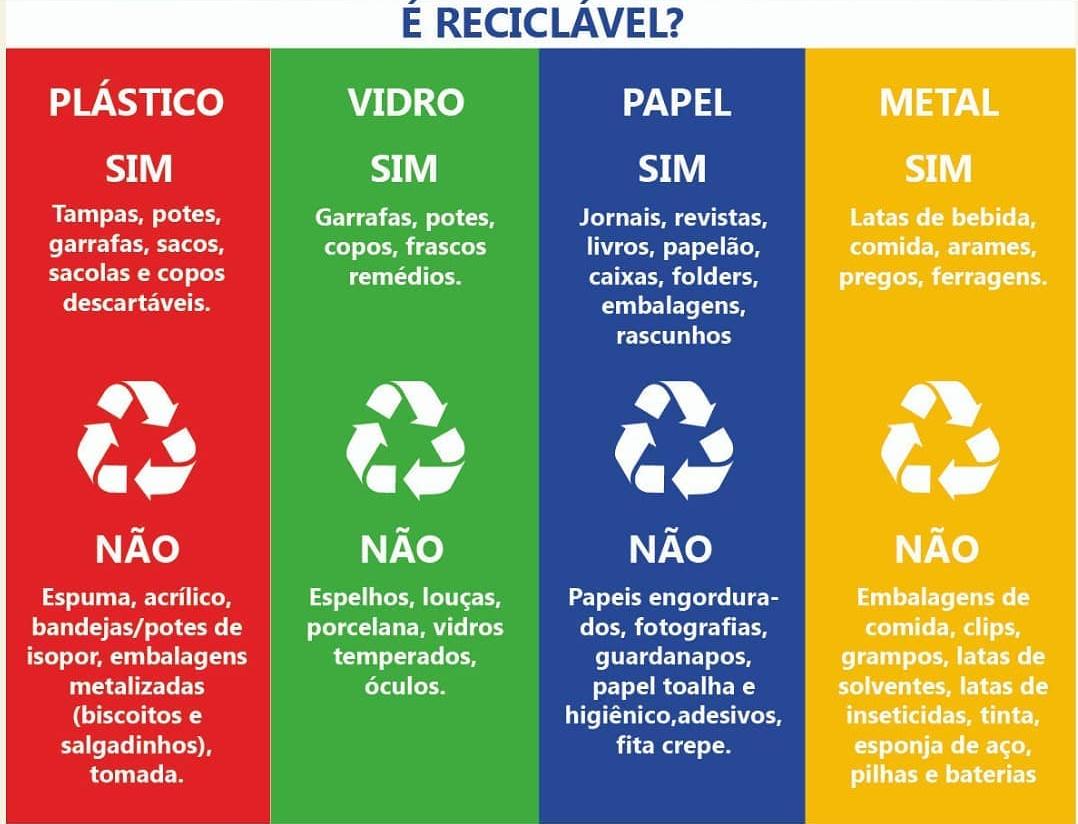 É RECICLÁVEL?
PLÁSTICO
SIM
Tampas, potes,
garrafas, sacos,
sacolas e copos
descartáveis.
NÃO
Espuma, acrílico,
bandejas/potes de
isopor, embalagens
metalizadas
(biscoitos e
salgadinhos),
tomada.
VIDRO
SIM
Garrafas, potes,
copos, frascos
remédios.
NÃO
Espelhos, louças,
porcelana, vidros
temperados,
óculos.
PAPEL
SIM
Jornais, revistas,
livros, papelão,
caixas, folders,
embalagens,
rascunhos
NÃO
Papeis engordura-
dos, fotografias,
guardanapos,
papel toalha e
higiênico,adesivos,
fita crepe.
METAL
SIM
Latas de bebida,
comida, arames,
pregos, ferragens.
NÃO
Embalagens de
comida, clips,
grampos, latas de
solventes, latas de
inseticidas, tinta,
esponja de aço,
pilhas e baterias